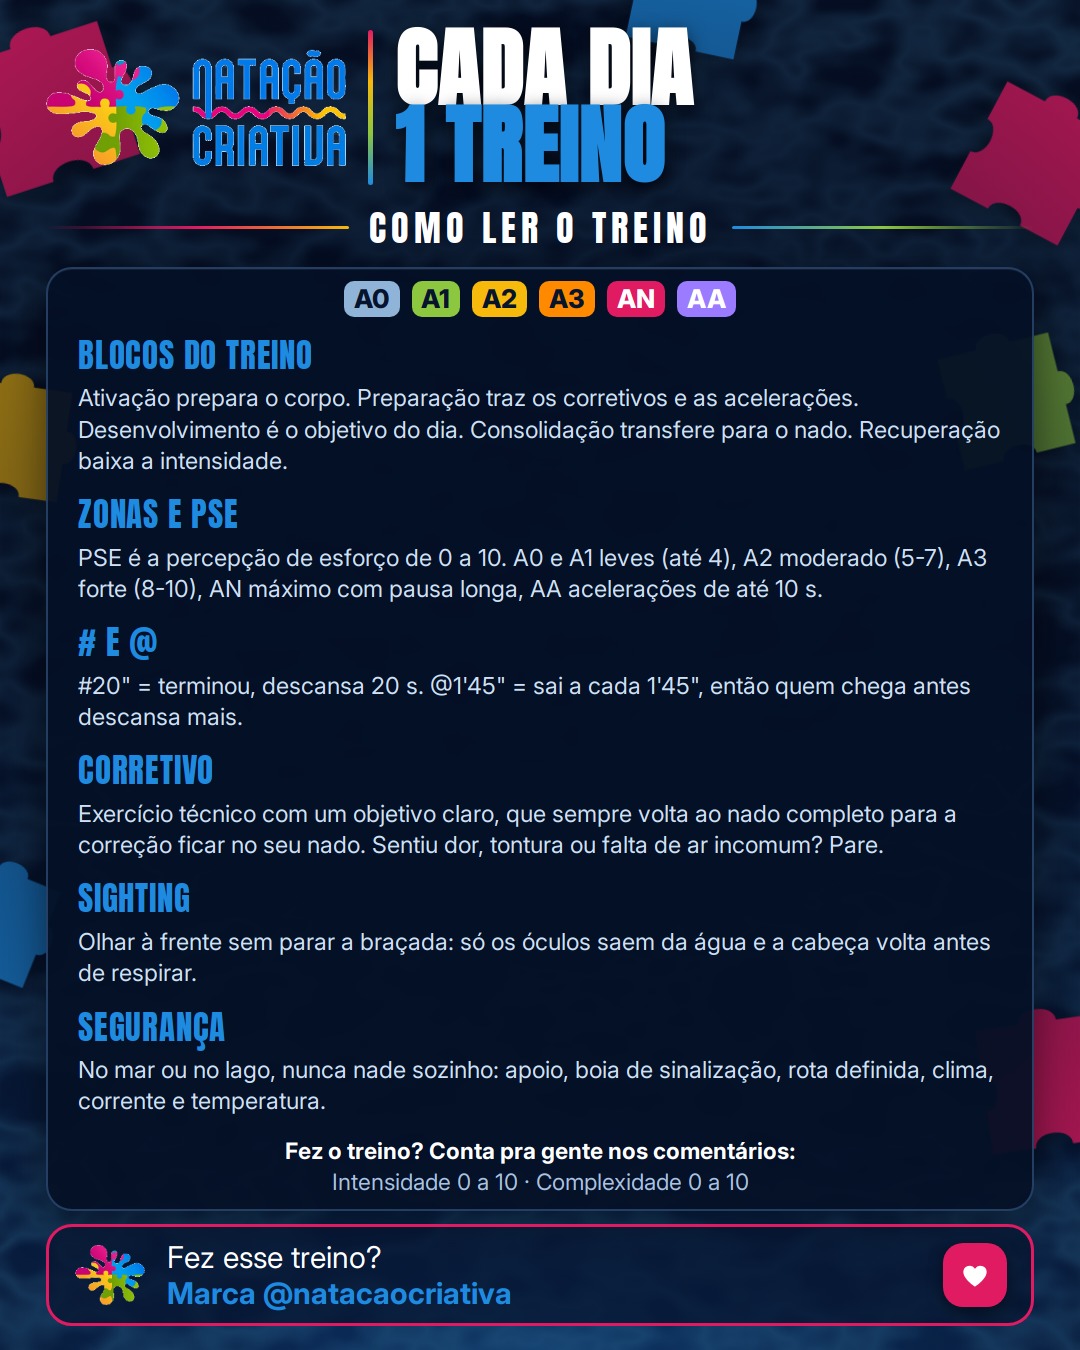 NATAÇÃO
CRIATIVA
CADA DIA
1 TREINO
COMO LER O TREINO
A0 A1 A2 A3 AN AA
BLOCOS DO TREINO
Ativação prepara o corpo. Preparação traz os corretivos e as acelerações.
Desenvolvimento é o objetivo do dia. Consolidação transfere para o nado. Recuperação
baixa a intensidade.
ZONAS E PSE
PSE é a percepção de esforço de 0 a 10. A0 e A1 leves (até 4), A2 moderado (5-7), A3
forte (8-10), AN máximo com pausa longa, AA acelerações de até 10 s.
# E @
#20" = terminou, descansa 20 s. @1'45" = sai a cada 1'45", então quem chega antes
descansa mais.
CORRETIVO
Exercício técnico com um objetivo claro, que sempre volta ao nado completo para a
correção ficar no seu nado. Sentiu dor, tontura ou falta de ar incomum? Pare.
SIGHTING
Olhar à frente sem parar a braçada: só os óculos saem da água e a cabeça volta antes
de respirar.
SEGURANÇA
No mar ou no lago, nunca nade sozinho: apoio, boia de sinalização, rota definida, clima,
corrente e temperatura.
Fez o treino? Conta pra gente nos comentários:
Intensidade 0 a 10 · Complexidade 0 a 10
Fez esse treino?
Marca @natacaocriativa